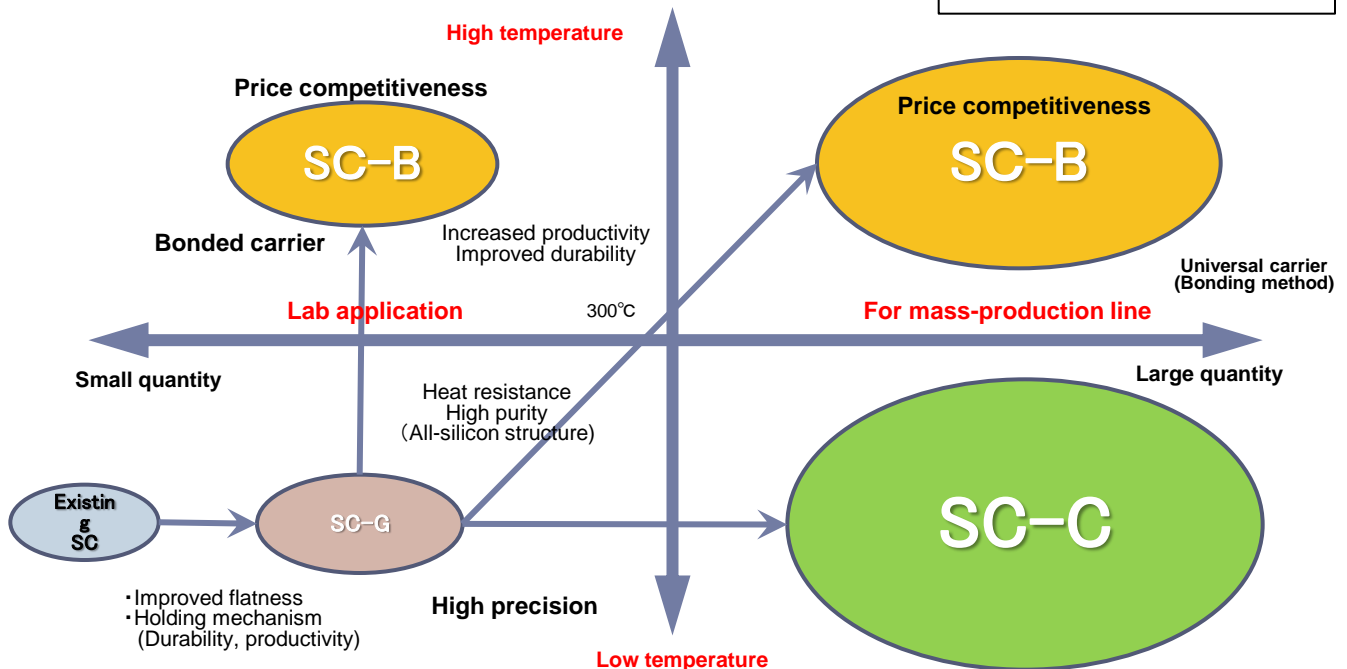 High temperature
Price competitiveness
SC-B
Bonded carrier
Increased productivity
Improved durability
Price competitiveness
SC-B
Universal carrier
(Bonding method)
Lab application
300℃
For mass-production line
Small quantity
Large quantity
Heat resistance
High purity
(All-silicon structure)
Existin
g
SC
SC-G
SC-C
・Improved flatness
・Holding mechanism
(Durability, productivity)
High precision
Low temperature